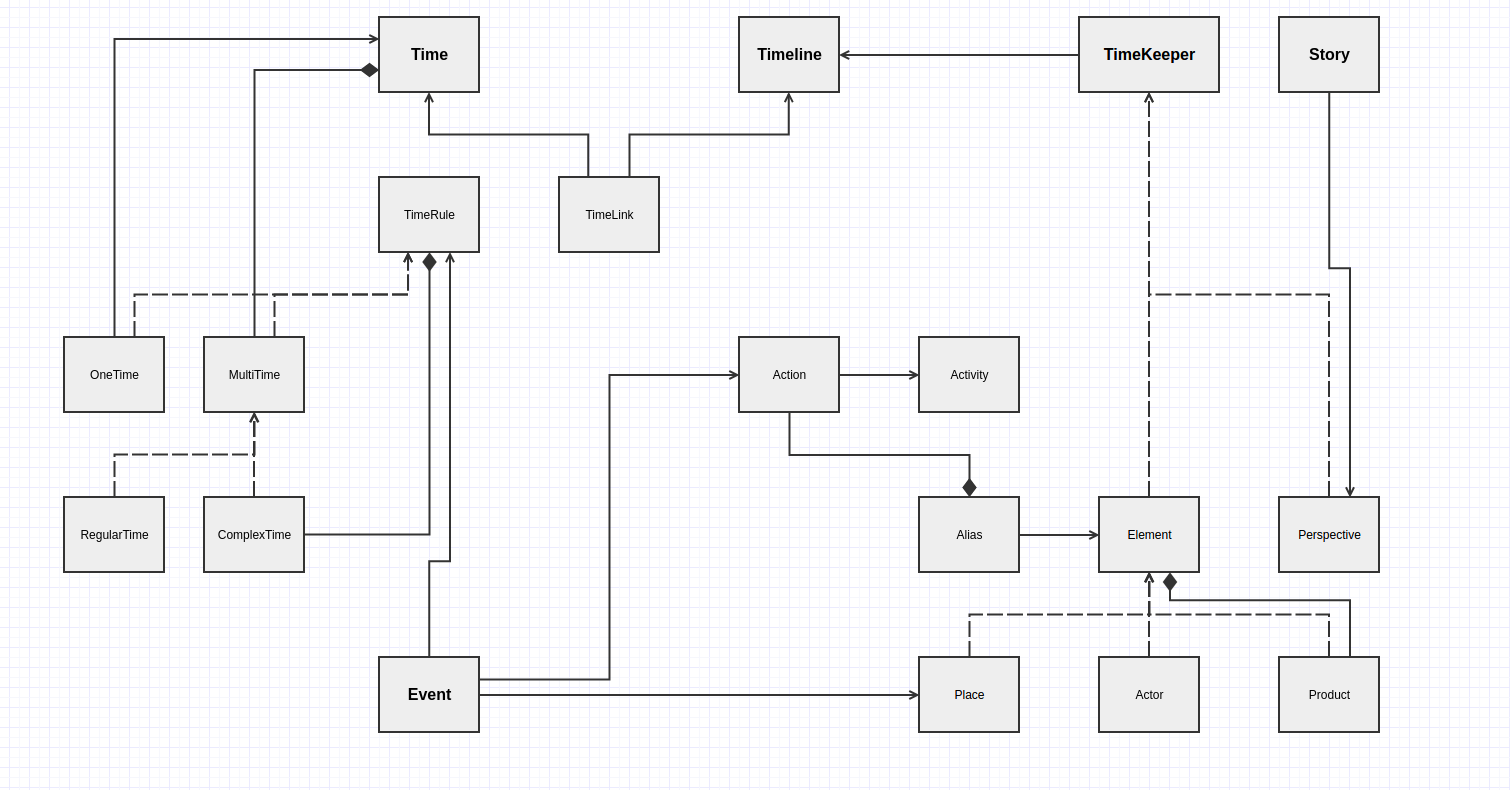 Time
Timeline
TimeKeeper
Story
TimeRule
TimeLink
OneTime
MultiTime
Action
Activity
RegularTime
ComplexTime
Alias
Element
Perspective
Event
Place
Actor
Product